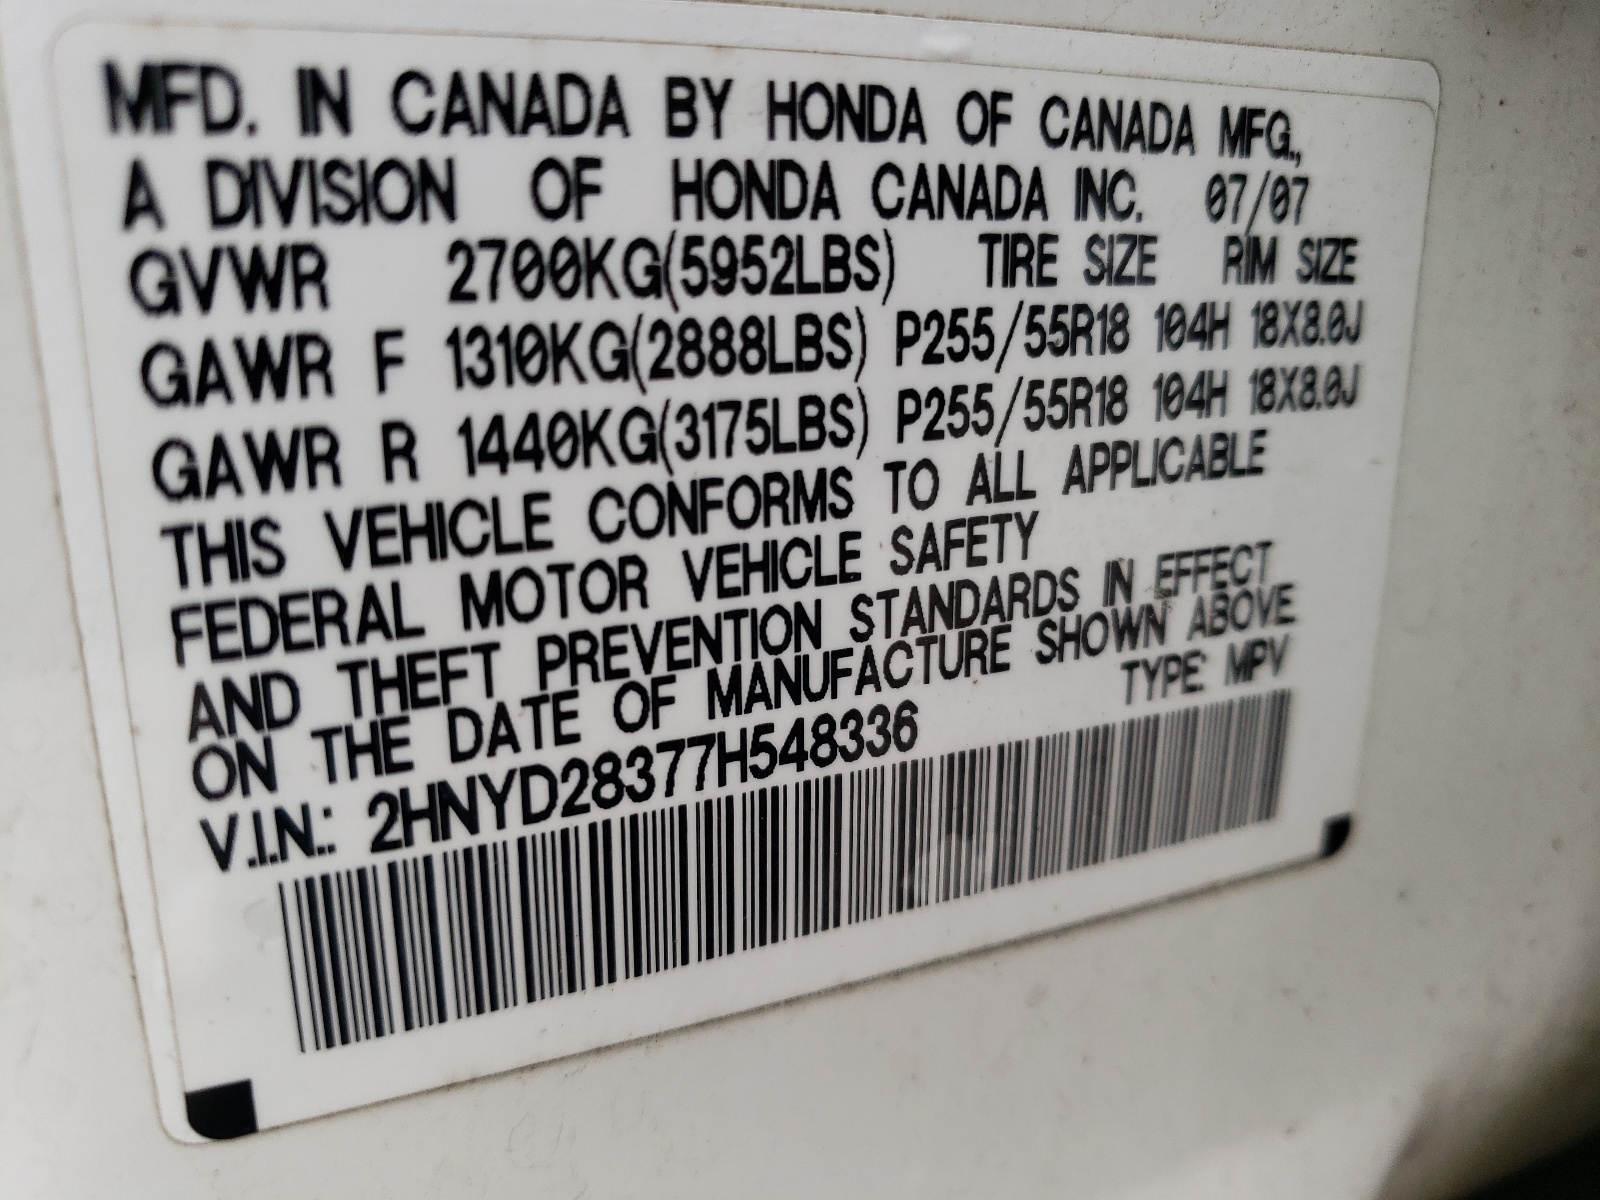 MFD. IN CANADA BY HONDA OF CANADA MFG.,
A DIVISION OF HONDA CANADA INC. 07/07
GVWR 2700KG(5952LBS) TIRE SIZE RIM SIZE
GAWR F 1310KG(2888LBS) P255/55R18 104H 18X8.0J
GAWR R 1440KG(3175LBS) P255/55R18 104H 18X8.0J
THIS VEHICLE CONFORMS TO ALL APPLICABLE
FEDERAL MOTOR VEHICLE SAFETY
AND THEFT PREVENTION STANDARDS IN EFFECT
ON THE DATE OF MANUFACTURE SHOWN ABOVE
V.I.N.: 2HNYD28377H548336 TYPE: MPV